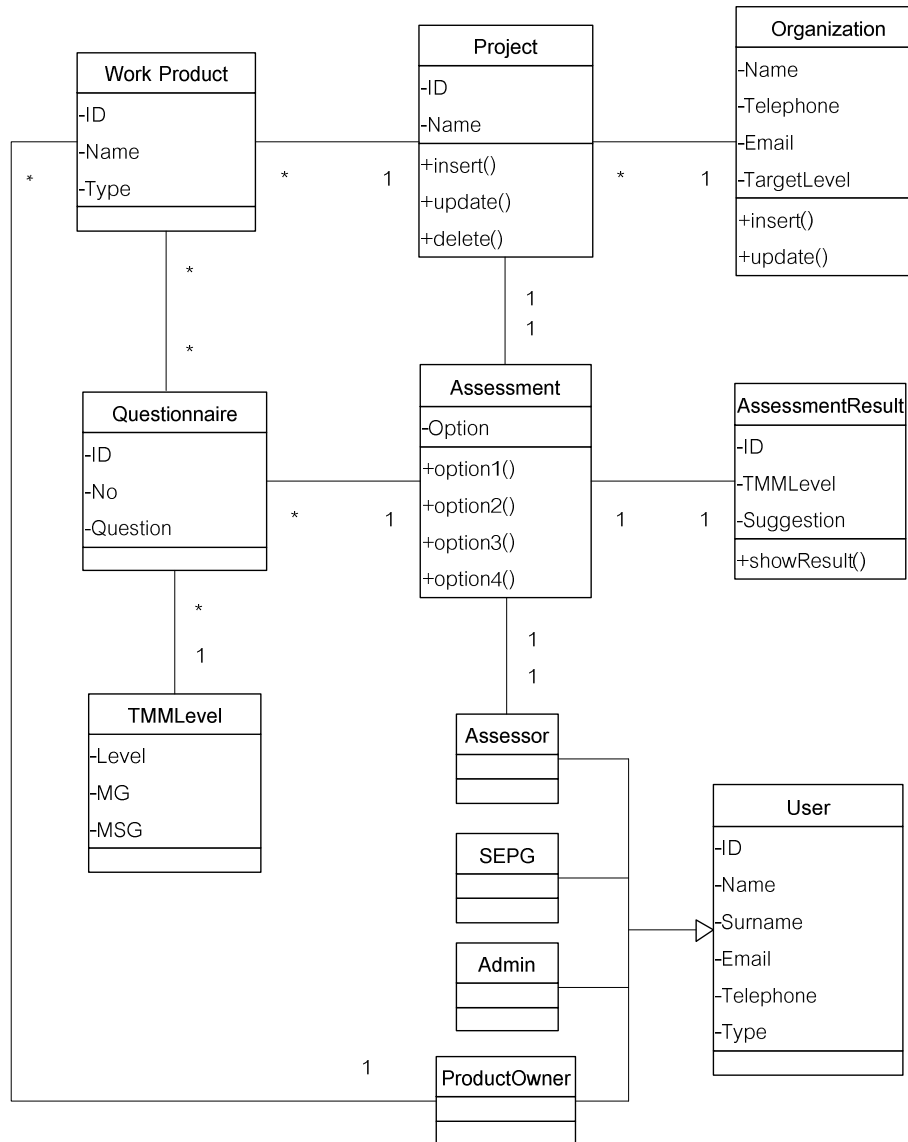 Work Product
-ID
-Name
-Type
Project
-ID
-Name
+insert()
+update()
+delete()
Organization
-Name
-Telephone
-Email
-TargetLevel
+insert()
+update()
*
*
1
*
1
*
*
1
1
Questionnaire
-ID
-No
-Question
Assessment
-Option
+option1()
+option2()
+option3()
+option4()
AssessmentResult
-ID
-TMMLevel
-Suggestion
+showResult()
*
1
1
1
*
1
1
1
TMMLevel
-Level
-MG
-MSG
Assessor
SEPG
Admin
ProductOwner
1
User
-ID
-Name
-Surname
-Email
-Telephone
-Type